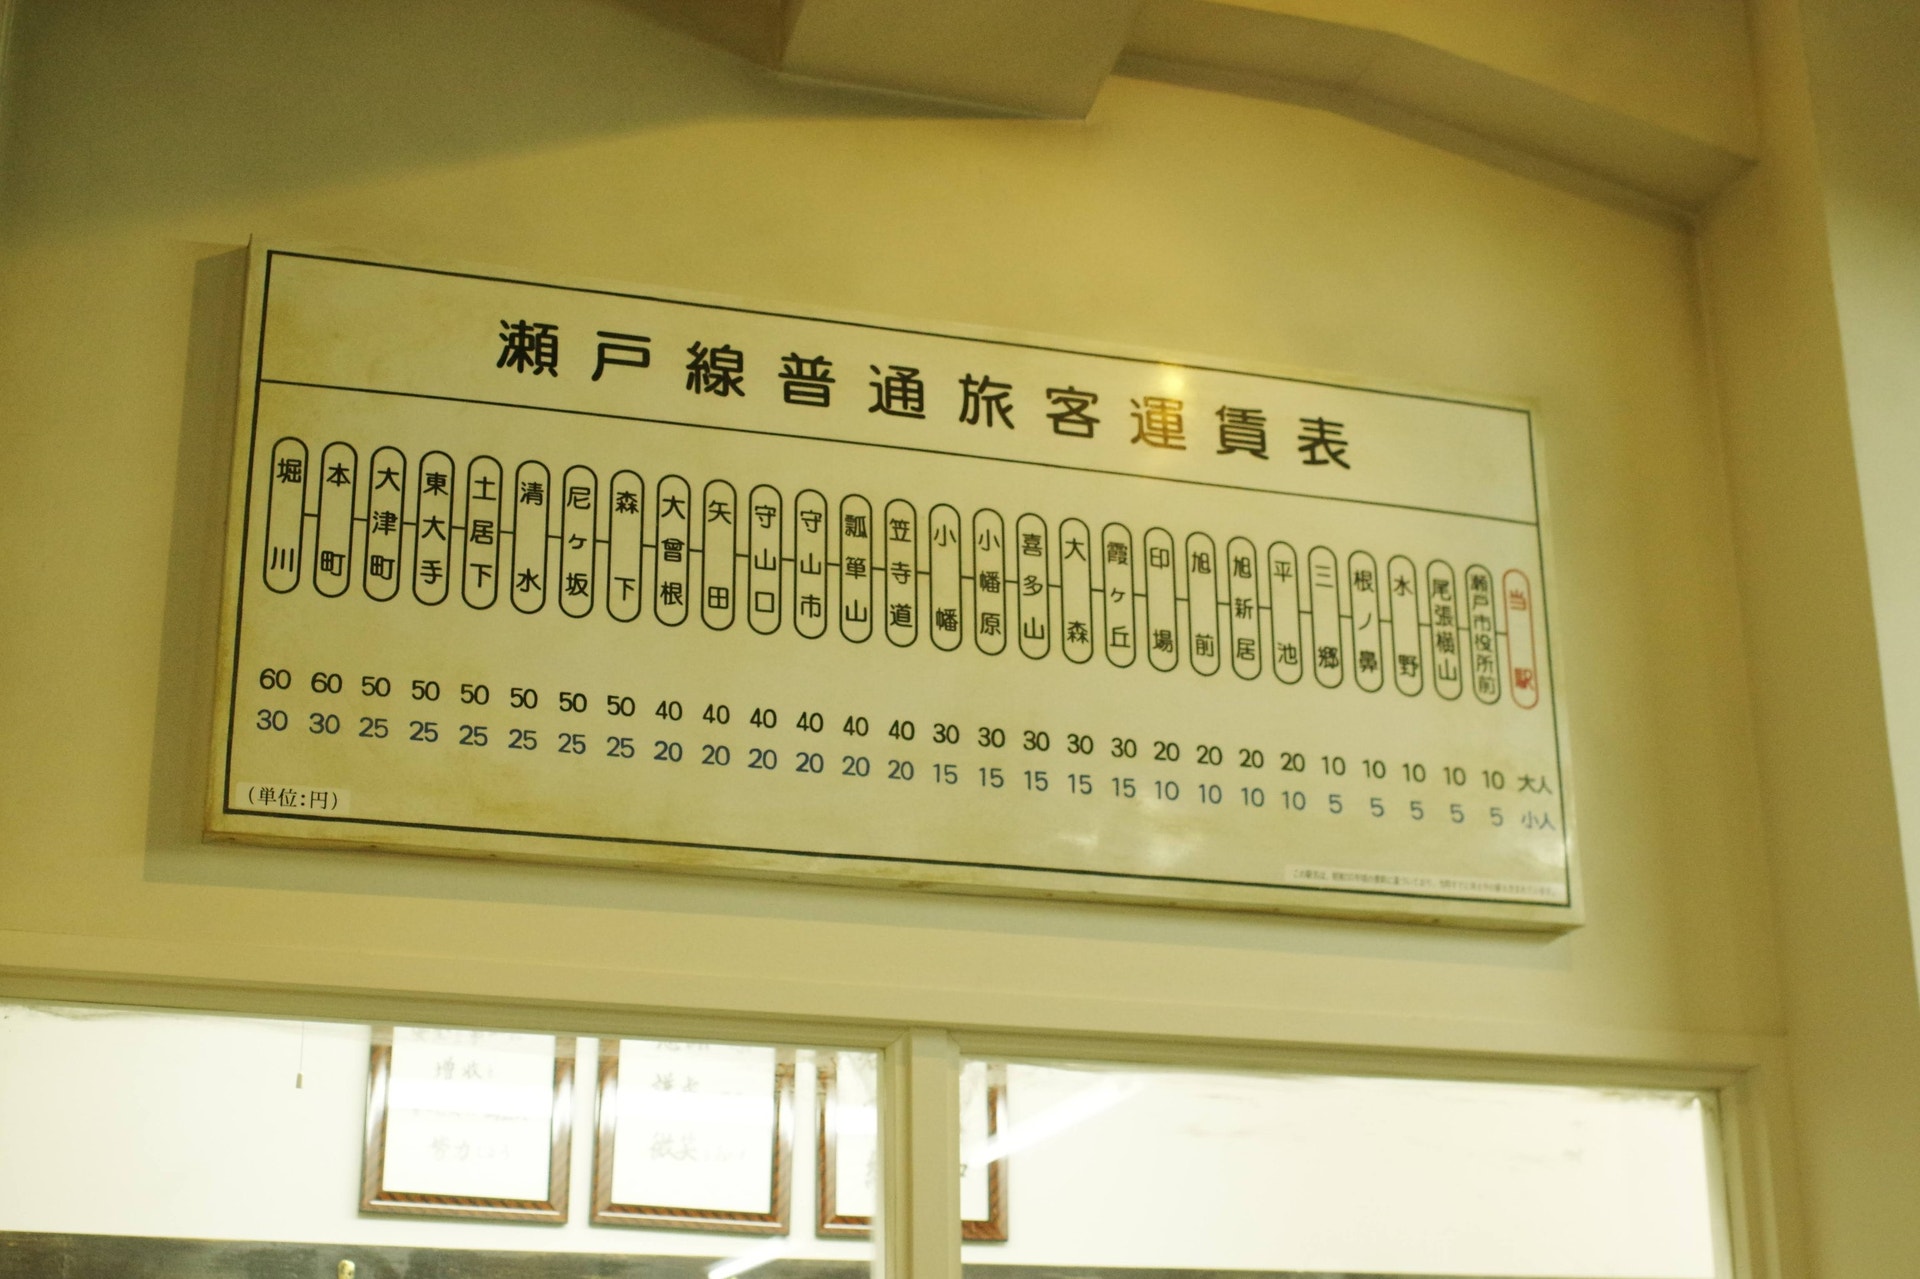 瀬戸線普通旅客運賃表
堀川 本町 大津町 東大手 土居下 清水 尼ヶ坂 森下 大曾根 矢田 守山口 守山市 瓢箪山 笠寺道 小幡 小幡原 喜多山 大森 霞ヶ丘 印場 旭前 旭新居 平池 三郷 根ノ鼻 水野 尾張横山 瀬戸市役所前 当駅
60 60 50 50 50 50 50 50 40 40 40 40 40 40 30 30 30 30 30 20 20 20 20 10 10 10 10 10 大人
30 30 25 25 25 25 25 25 20 20 20 20 20 20 15 15 15 15 15 10 10 10 10 5 5 5 5 5 小人
(単位:円)